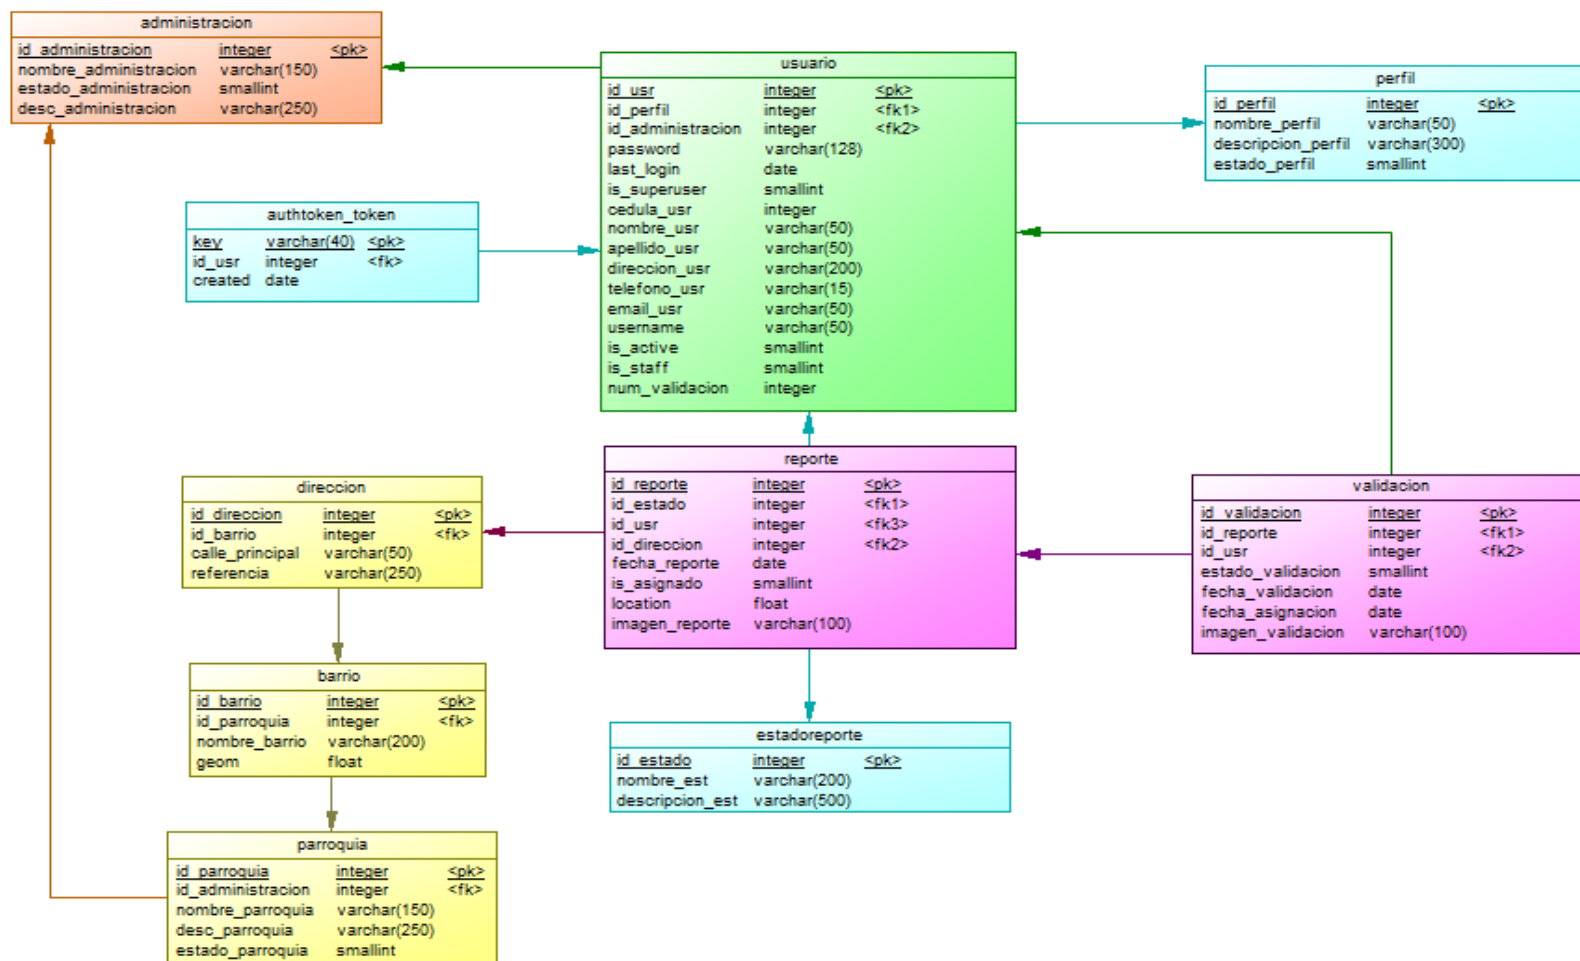 administracion
id_administracion integer <pk>
nombre_administracion varchar(150)
estado_administracion smallint
desc_administracion varchar(250)
usuario
id_usr integer <pk>
id_perfil integer <fk1>
id_administracion integer <fk2>
password varchar(128)
last_login date
is_superuser smallint
cedula_usr integer
nombre_usr varchar(50)
apellido_usr varchar(50)
direccion_usr varchar(200)
telefono_usr varchar(15)
email_usr varchar(50)
username varchar(50)
is_active smallint
is_staff smallint
num_validacion integer
perfil
id_perfil integer <pk>
nombre_perfil varchar(50)
descripcion_perfil varchar(300)
estado_perfil smallint
authtoken_token
key varchar(40) <pk>
id_usr integer <fk>
created date
direccion
id_direccion integer <pk>
id_barrio integer <fk>
calle_principal varchar(50)
referencia varchar(250)
reporte
id_reporte integer <pk>
id_estado integer <fk1>
id_usr integer <fk3>
id_direccion integer <fk2>
fecha_reporte date
is_asignado smallint
location float
imagen_reporte varchar(100)
validacion
id_validacion integer <pk>
id_reporte integer <fk1>
id_usr integer <fk2>
estado_validacion smallint
fecha_validacion date
fecha_asignacion date
imagen_validacion varchar(100)
barrio
id_barrio integer <pk>
id_parroquia integer <fk>
nombre_barrio varchar(200)
geom float
estadoreporte
id_estado integer <pk>
nombre_est varchar(200)
descripcion_est varchar(500)
parroquia
id_parroquia integer <pk>
id_administracion integer <fk>
nombre_parroquia varchar(150)
desc_parroquia varchar(250)
estado_parroquia smallint